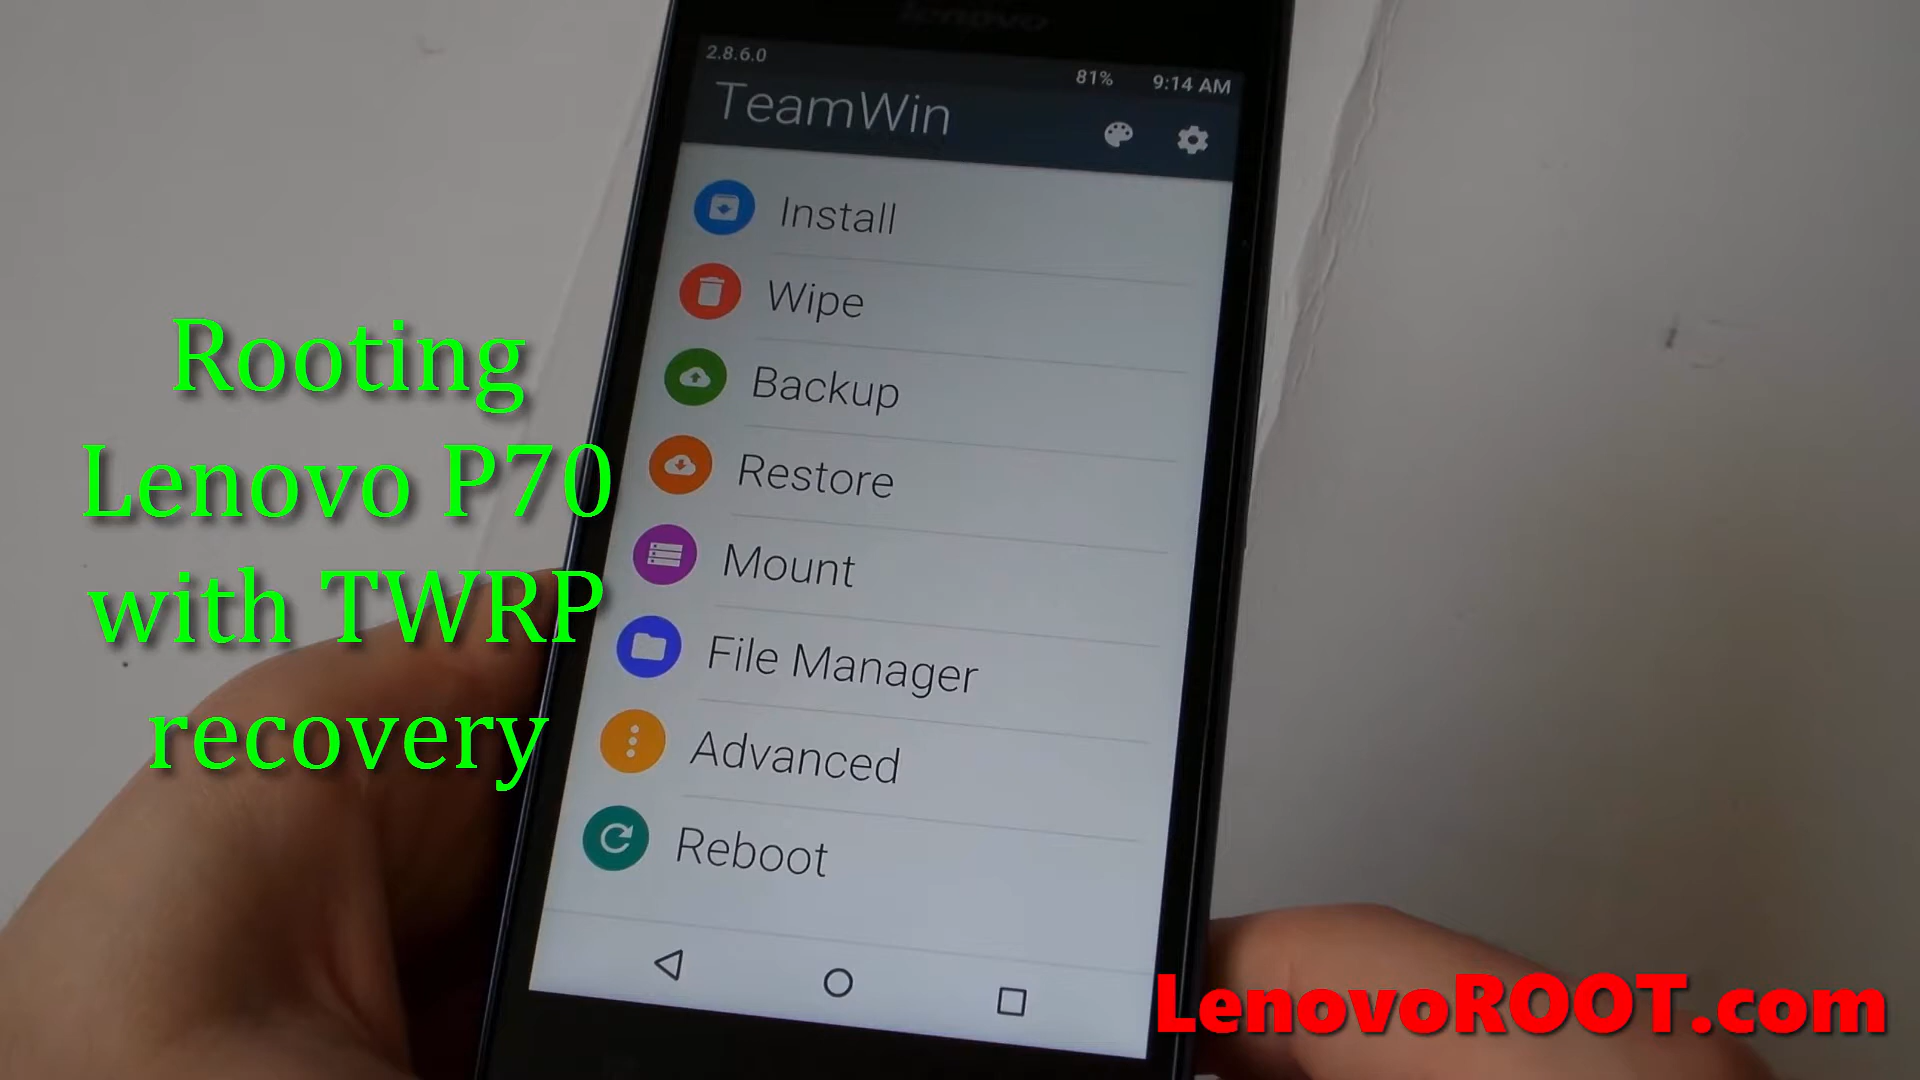 lenovo
2.8.6.0
81%
9:14 AM
TeamWin
Install
Wipe
Backup
Restore
Mount
File Manager
Advanced
Reboot
Rooting
Lenovo P70
with TWRP
recovery
LenovoROOT.com